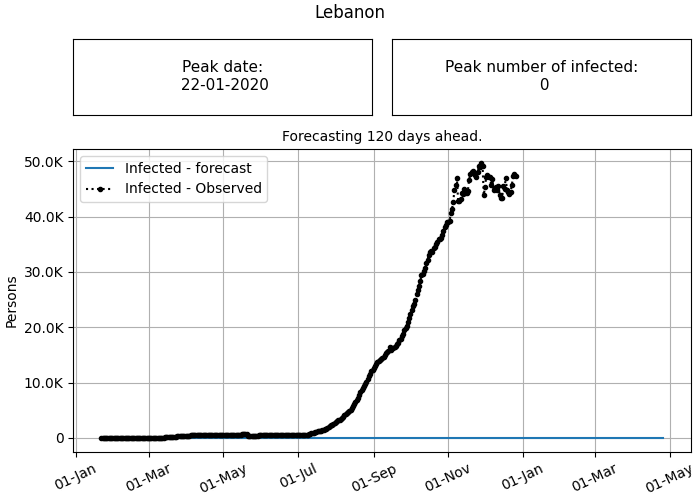 Lebanon
Peak date:
22-01-2020
Peak number of infected:
0
Forecasting 120 days ahead.
Infected - forecast
Infected - Observed
50.0K
40.0K
30.0K
20.0K
10.0K
0
Persons
01-Jan
01-Mar
01-May
01-Jul
01-Sep
01-Nov
01-Jan
01-Mar
01-May